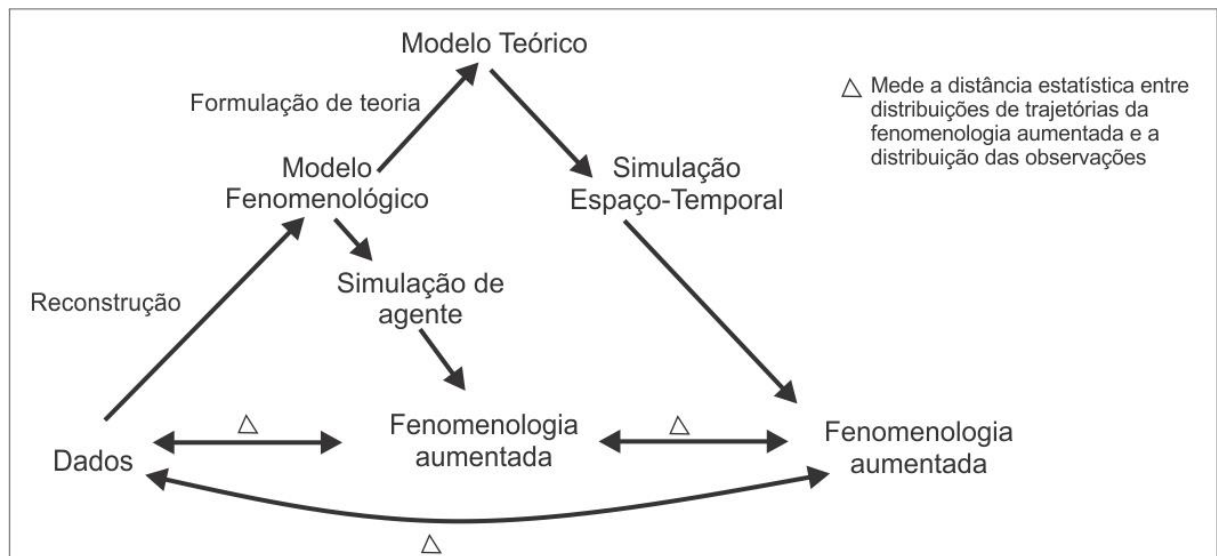 Modelo Teórico
Formulação de teoria
△ Mede a distância estatística entre
distribuições de trajetórias da
fenomenologia aumentada e a
distribuição das observações
Modelo
Fenomenológico
Simulação
Espaço-Temporal
Reconstrução
Simulação de
agente
△
△
Dados
Fenomenologia
aumentada
Fenomenologia
aumentada
△